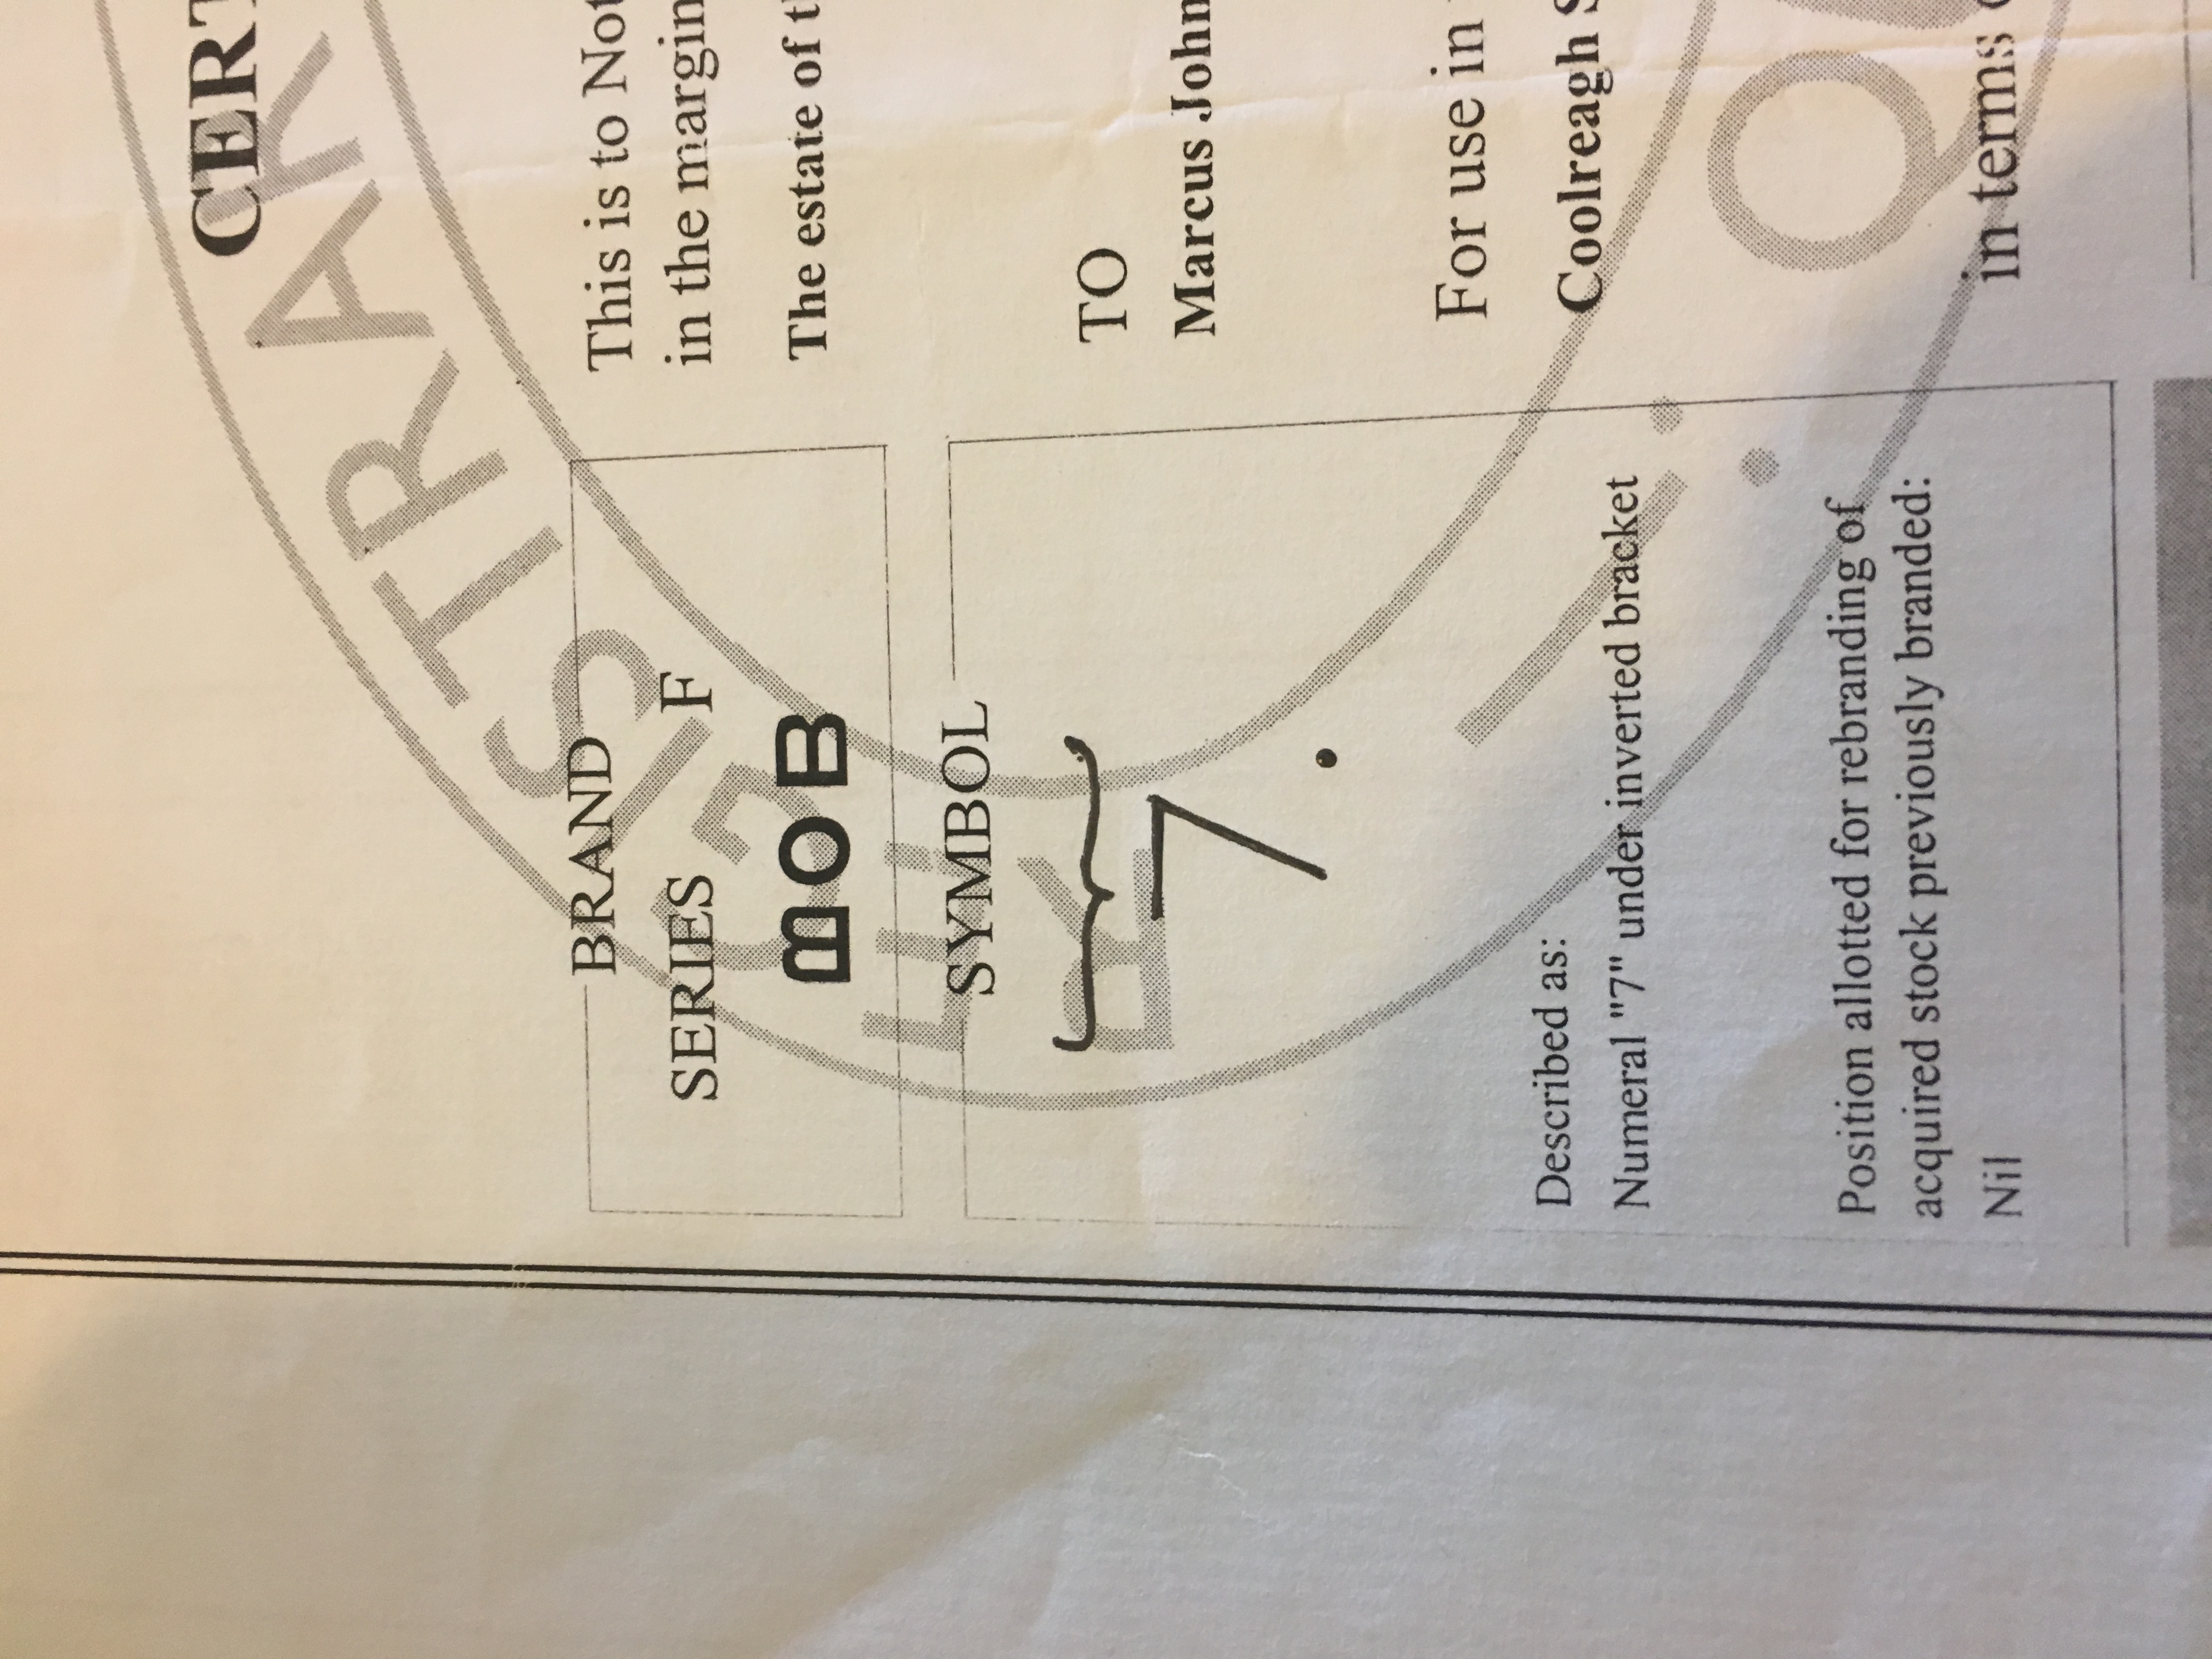 CERT
BRAND
SERIES F
BOB
SYMBOL
7.
Described as:
Numeral "7" under inverted bracket
Position allotted for rebranding of
acquired stock previously branded:
Nil
This is to Not
in the margin
The estate of t
TO
Marcus John
For use in
Coolreagh S
in terms
REGISTRAR
Q